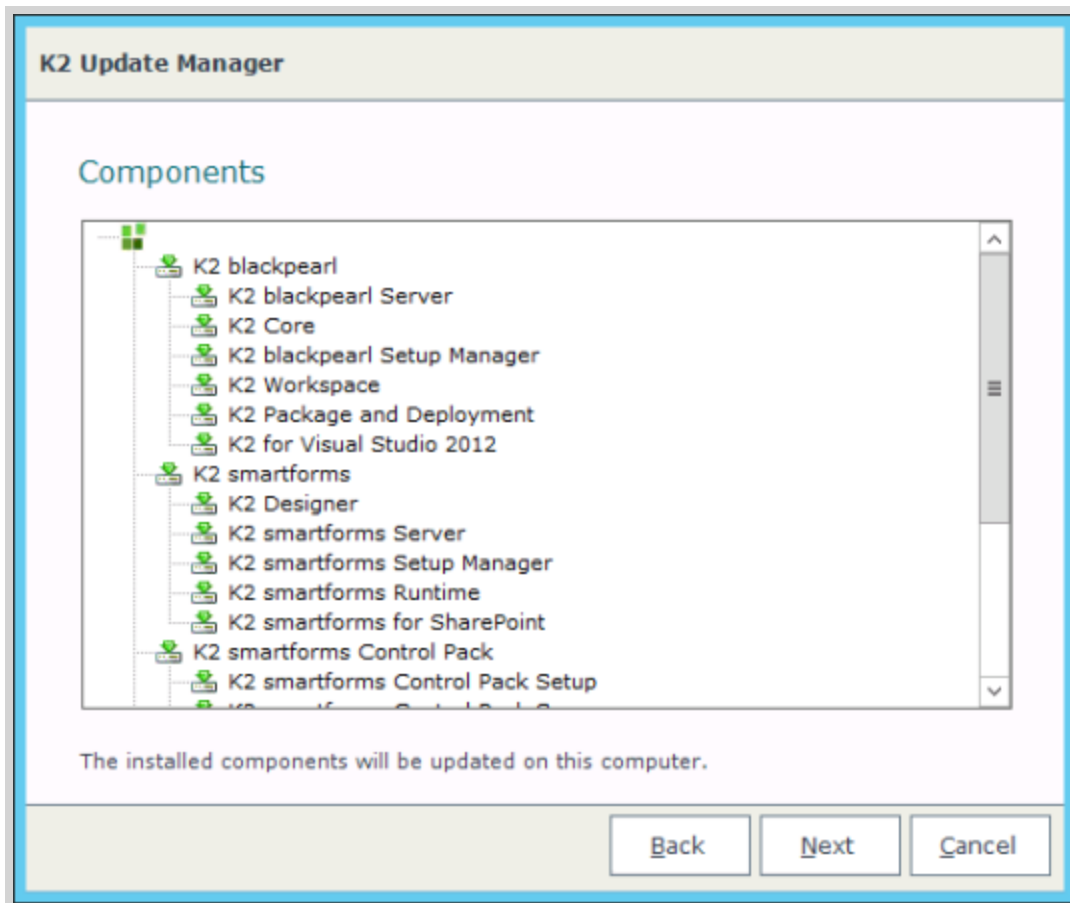 K2 Update Manager
Components
K2 blackpearl
K2 blackpearl Server
K2 Core
K2 blackpearl Setup Manager
K2 Workspace
K2 Package and Deployment
K2 for Visual Studio 2012
K2 smartforms
K2 Designer
K2 smartforms Server
K2 smartforms Setup Manager
K2 smartforms Runtime
K2 smartforms for SharePoint
K2 smartforms Control Pack
K2 smartforms Control Pack Setup
The installed components will be updated on this computer.
Back Next Cancel